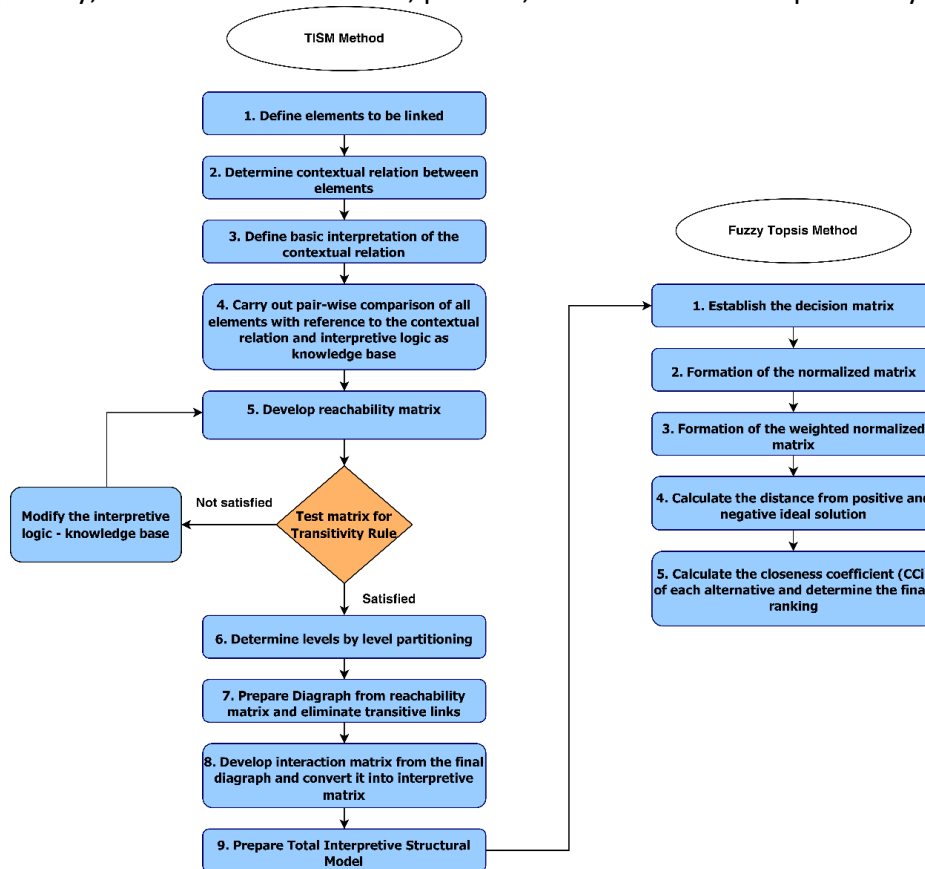 TISM Method
1. Define elements to be linked
2. Determine contextual relation between
elements
3. Define basic interpretation of the
contextual relation
4. Carry out pair-wise comparison of all
elements with reference to the contextual
relation and interpretive logic as
knowledge base
5. Develop reachability matrix
Not satisfied
Modify the interpretive
logic - knowledge base
Test matrix for
Transitivity Rule
Satisfied
6. Determine levels by level partitioning
7. Prepare Diagraph from reachability
matrix and eliminate transitive links
8. Develop interaction matrix from the final
diagraph and convert it into interpretive
matrix
9. Prepare Total Interpretive Structural
Model
Fuzzy Topsis Method
1. Establish the decision matrix
2. Formation of the normalized matrix
3. Formation of the weighted normalized
matrix
4. Calculate the distance from positive and
negative ideal solution
5. Calculate the closeness coefficient (CCi
of each alternative and determine the final
ranking